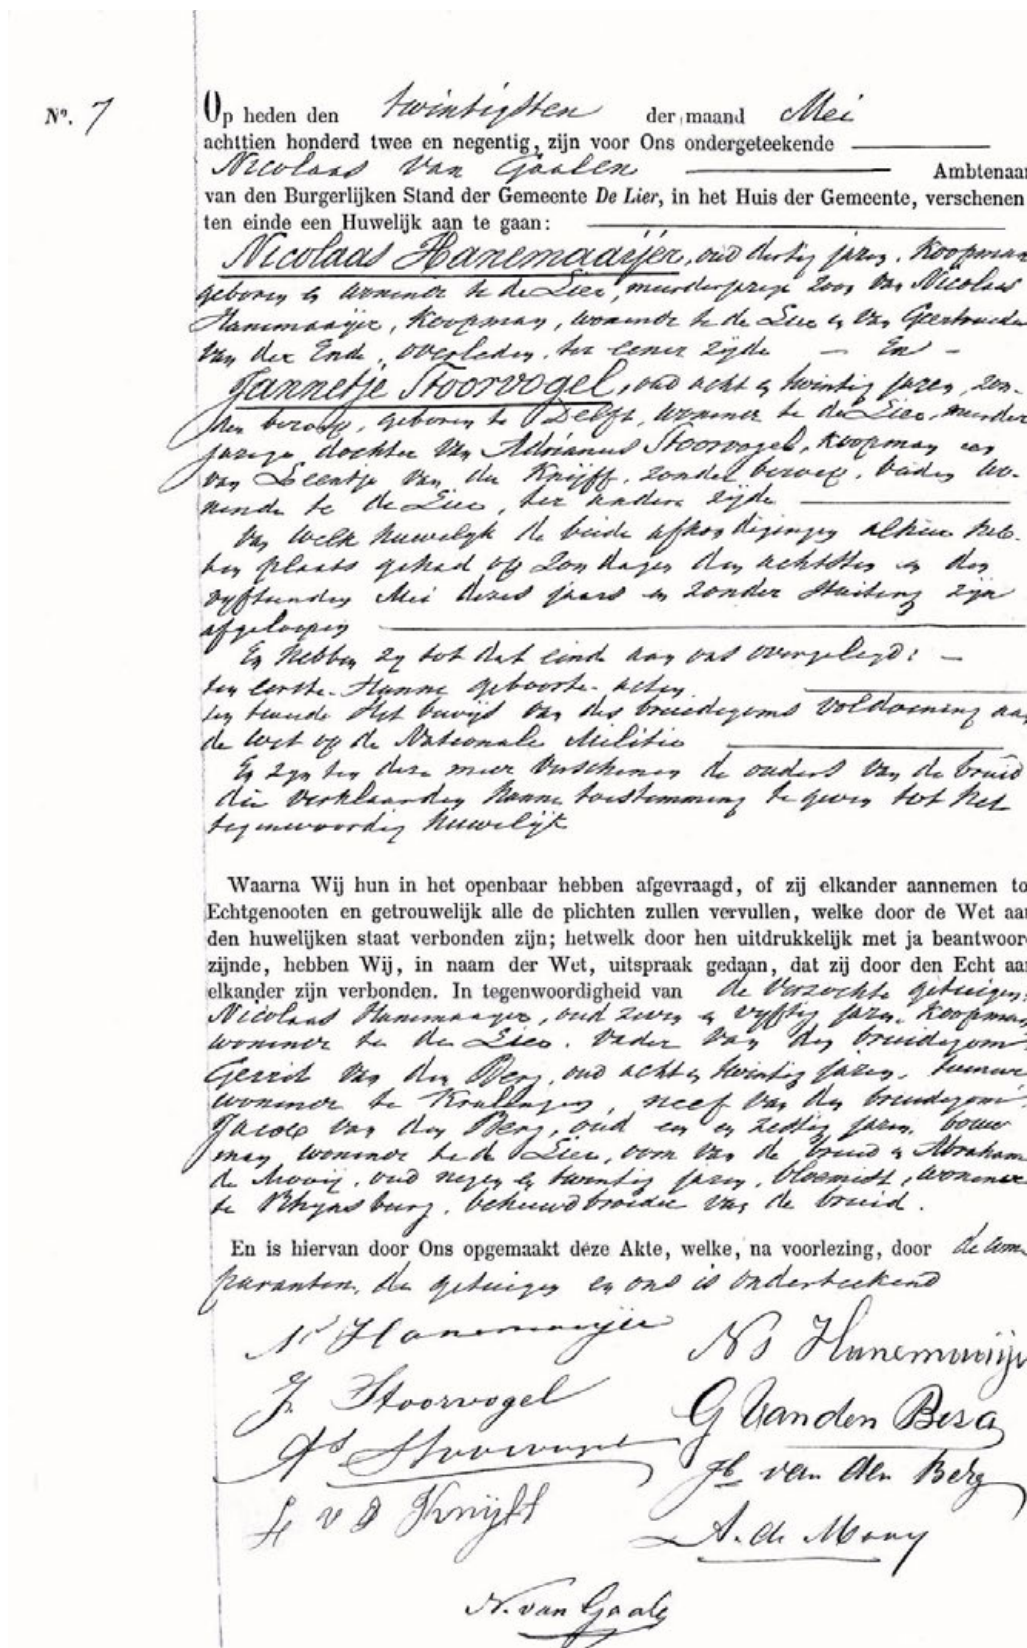 No. 7
Op heden den twintigsten der maand Mei
achttien honderd twee en negentig, zijn voor Ons ondergeteekende
Nicolaas van Gaalen Ambtenaar
van den Burgerlijken Stand der Gemeente De Lier, in het Huis der Gemeente, verschenen
ten einde een Huwelijk aan te gaan:
Nicolaas Hanemaaijer, oud dertig jaren, Koopman
geboren en wonende te de Lier, meerderjarige zoon van Nicolaas
Hanemaaijer, Koopman, wonende te de Lier en van Geertruida
van der Ende, overleden, ter eener zijde — En —
Jannetje Stoorvogel, oud acht en twintig jaren, zon-
der beroep, geboren te Delft, wonende te de Lier, meerder
jarige dochter van Adrianus Stoorvogel, Koopman en
van Leentje van der Knijff, zonder beroep, beiden wo-
nende te de Lier, ter andere zijde
Van welk huwelijk de beide afkondigingen alhier heb-
ben plaats gehad op Zondagen den achtsten en den
vyftienden Mei dezes jaars en zonder stuiting zijn
afgeloopen
En hebben zy tot dat einde aan ons overgelegd: —
ten eerste Hunne geboorte-acten
ten tweede Het bewijs van des bruidegoms voldoening aan
de wet op de Nationale Militie
En zyn ten deze mede verschenen de ouders van de bruid
die verklaarden hunne toestemming te geven tot het
tegenwoordig huwelijk
Waarna Wij hun in het openbaar hebben afgevraagd, of zij elkander aannemen to
Echtgenooten en getrouwelijk alle de plichten zullen vervullen, welke door de Wet aan
den huwelijken staat verbonden zijn; hetwelk door hen uitdrukkelijk met ja beantwoor
zijnde, hebben Wij, in naam der Wet, uitspraak gedaan, dat zij door den Echt aan
elkander zijn verbonden. In tegenwoordigheid van de verzochte getuigen:
Nicolaas Hanemaayer, oud zeven en vyftig jaren, Koopman
wonende te de Lier, vader van den bruidegom
Gerrit van den Berg, oud acht en twintig jaren, tuinier
wonende te Kralingen, neef van den bruidegom
Jacob van den Berg, oud en en zestig jaren, bouw
man wonende te de Lier, oom van de bruid en Abraham
de Mooij, oud negen en twintig jaren, bloemist, wonende
te Rhynsburg, behuwdbroeder van de bruid.
En is hiervan door Ons opgemaakt deze Akte, welke, na voorlezing, door de com
paranten, de getuigen en ons is onderteekend
N Hanemaaijer Ns Hanemaaije
J. Stoorvogel G Van den Berg
As Stoorvogel Jb van den Berg
L v d Knijff A. de Mooy
N. van Gaalen